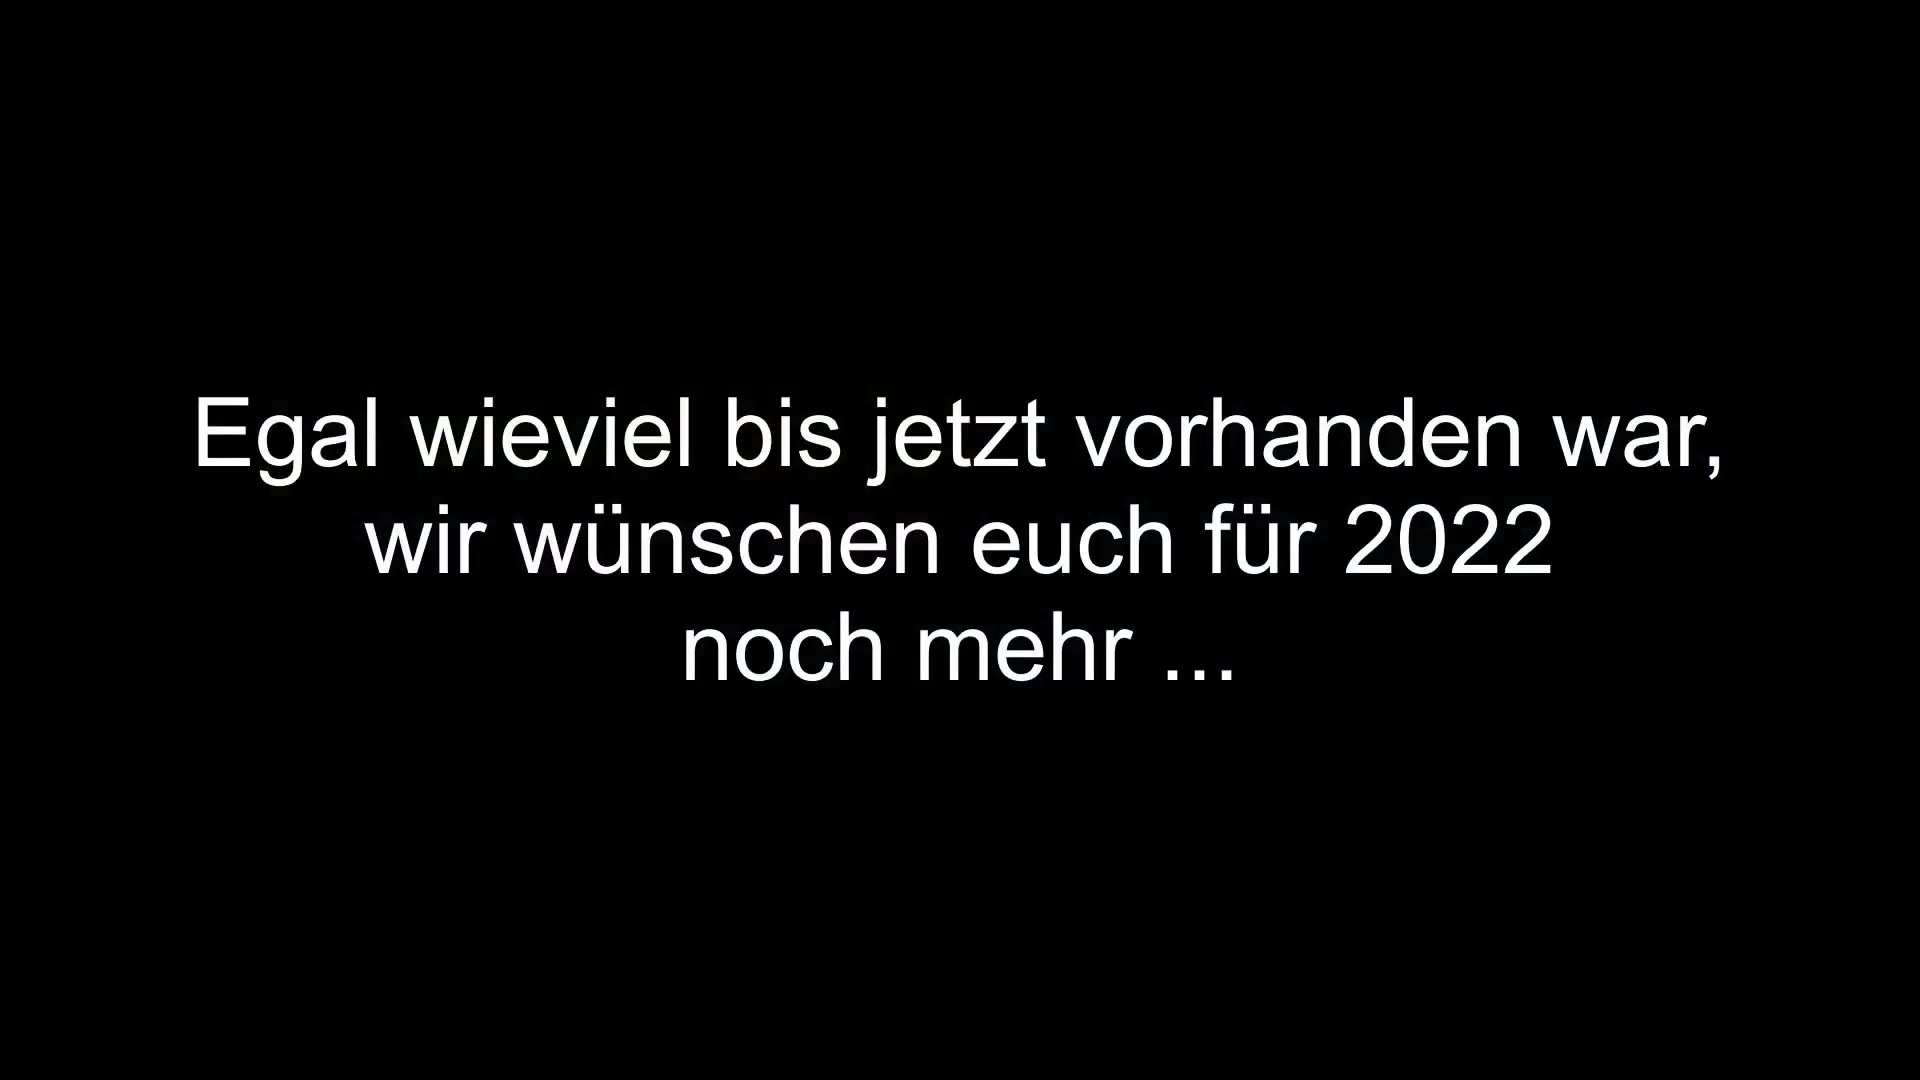 Egal wieviel bis jetzt vorhanden war,
wir wünschen euch für 2022
noch mehr ...